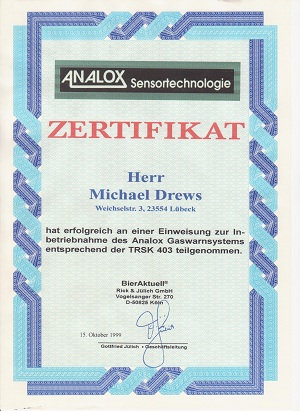 ANALOX Sensortechnologie
ZERTIFIKAT
Herr
Michael Drews
Weichselstr. 3, 23554 Lübeck
hat erfolgreich an einer Einweisung zur In-
betriebnahme des Analox Gaswarnsystems
entsprechend der TRSK 403 teilgenommen.
BierAktuell®
Rick & Jülich GmbH
Vogelsanger Str. 270
D-50825 Köln
15. Oktober 1999
Gottfried Jülich • Geschäftsleitung